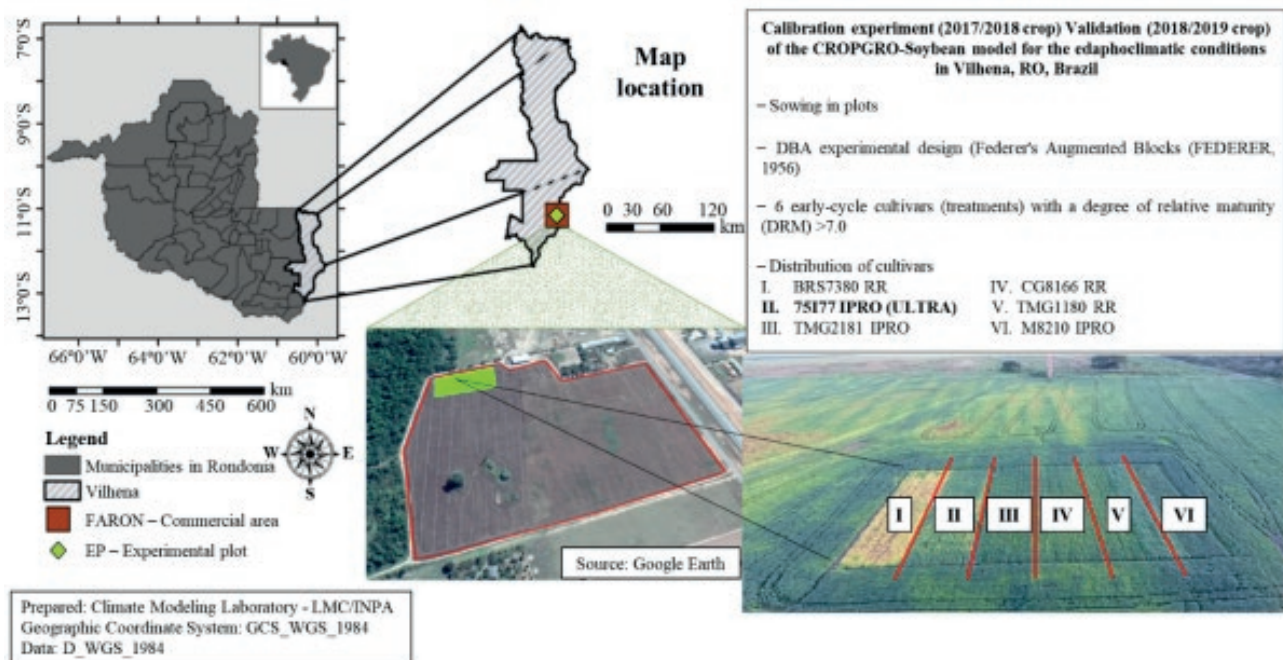 7°0'S
9°0'S
11°0'S
13°0'S
66°0'W 64°0'W 62°0'W 60°0'W
km
0 75 150 300 450 600
Legend
Municipalities in Rondonia
Vilhena
FARON – Commercial area
EP – Experimental plot
N
W E
S
Map
location
0 30 60 120
km
Calibration experiment (2017/2018 crop) Validation (2018/2019 crop)
of the CROPGRO-Soybean model for the edaphoclimatic conditions
in Vilhena, RO, Brazil
– Sowing in plots
– DBA experimental design (Federer's Augmented Blocks (FEDERER,
1956)
– 6 early-cycle cultivars (treatments) with a degree of relative maturity
(DRM) >7.0
– Distribution of cultivars
I. BRS7380 RR IV. CG8166 RR
II. 75I77 IPRO (ULTRA) V. TMG1180 RR
III. TMG2181 IPRO VI. M8210 IPRO
I II III IV V VI
Source: Google Earth
Prepared: Climate Modeling Laboratory - LMC/INPA
Geographic Coordinate System: GCS_WGS_1984
Data: D_WGS_1984